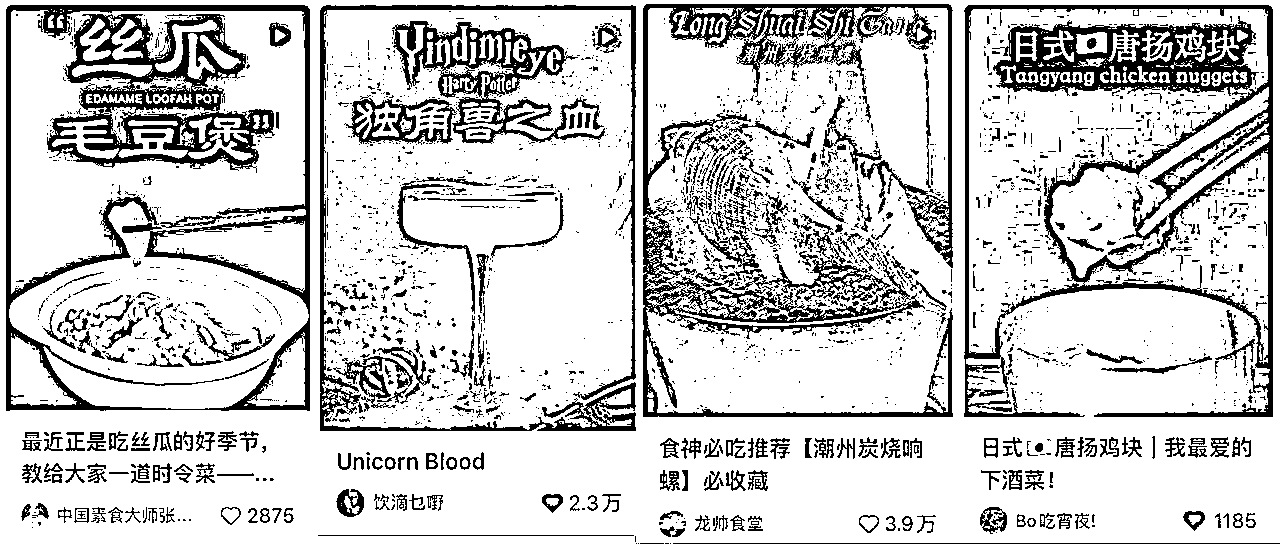 “丝瓜
EDAMAME LOOFAH POT
毛豆煲”
最近正是吃丝瓜的好季节,
教给大家一道时令菜——...
中国素食大师张...
2875
Yindimieye
Harry Potter
独角兽之血
Unicorn Blood
饮滴乜嘢
2.3万
Long Shuai Shi Tang
食神必吃推荐【潮州炭烧响
螺】必收藏
龙帅食堂
3.9万
日式🇯🇵唐扬鸡块
Tangyang chicken nuggets
日式🇯🇵唐扬鸡块｜我最爱的
下酒菜!
Bo吃宵夜!
1185